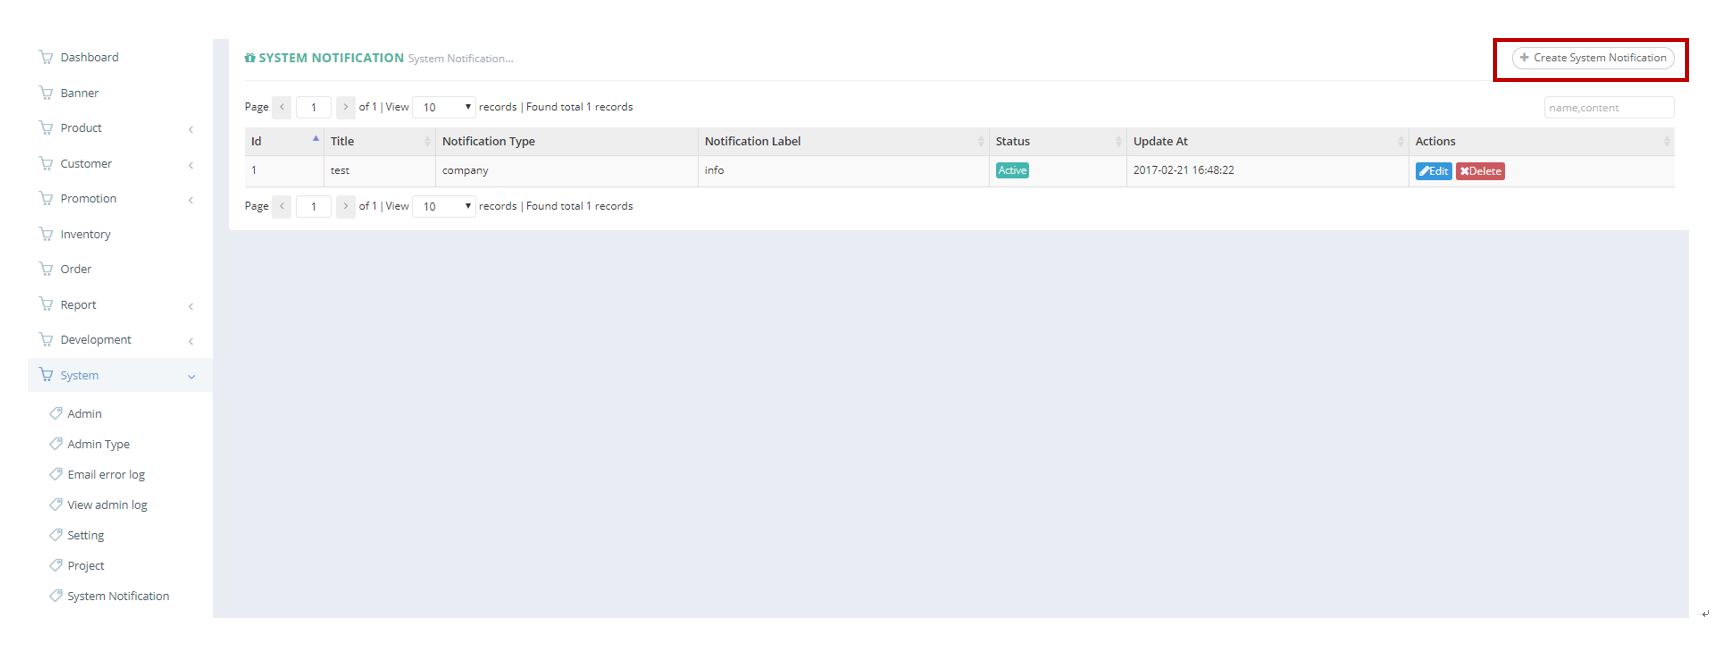 Dashboard
Banner
Product
Customer
Promotion
Inventory
Order
Report
Development
System
Admin
Admin Type
Email error log
View admin log
Setting
Project
System Notification
SYSTEM NOTIFICATION System Notification...
+ Create System Notification
Page < 1 > of 1 | View 10 records | Found total 1 records
name,content
Id Title Notification Type Notification Label Status Update At Actions
1 test company info Active 2017-02-21 16:48:22 Edit Delete
Page < 1 > of 1 | View 10 records | Found total 1 records